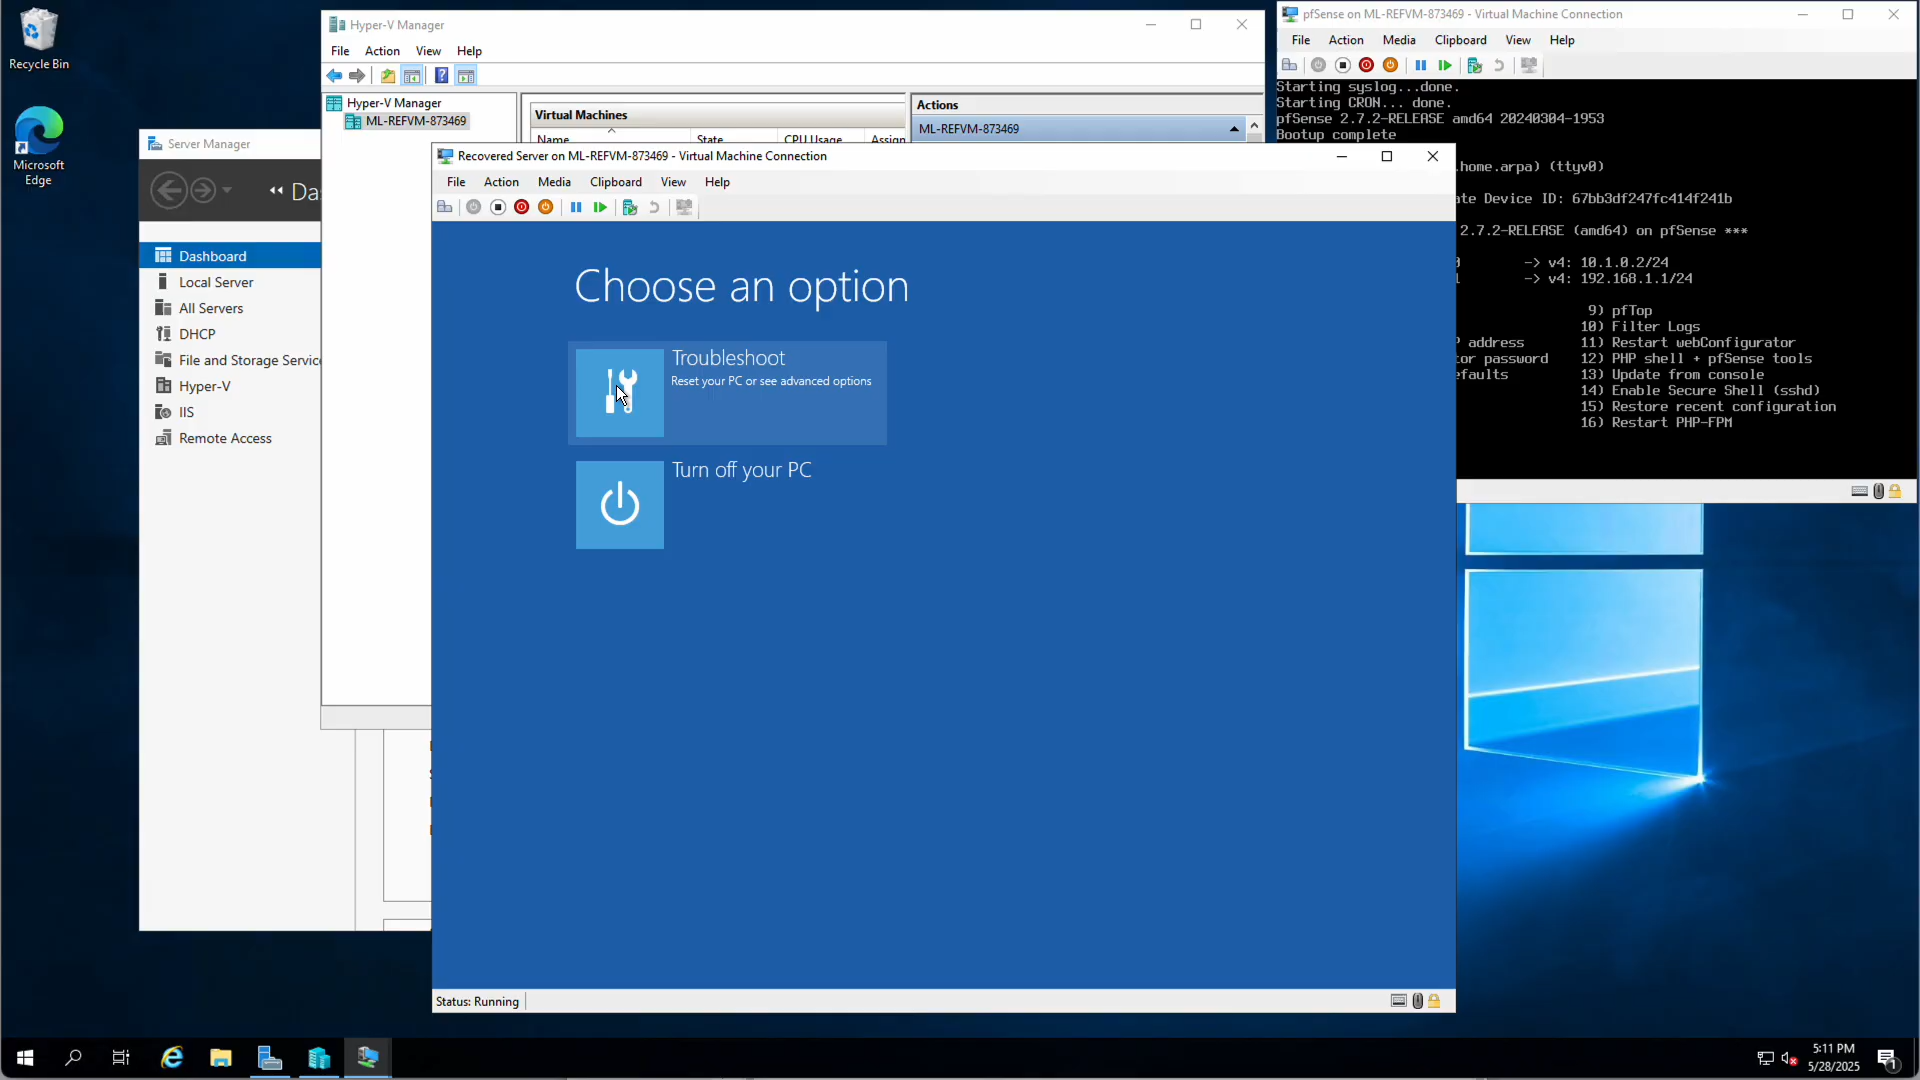 Recycle Bin
Microsoft
Edge
Server Manager
Da
Dashboard
Local Server
All Servers
DHCP
File and Storage Service
Hyper-V
IIS
Remote Access
Hyper-V Manager
File Action View Help
Hyper-V Manager
ML-REFVM-873469
Virtual Machines
Name State CPU Usage Assign
Actions
ML-REFVM-873469
Recovered Server on ML-REFVM-873469 - Virtual Machine Connection
File Action Media Clipboard View Help
Choose an option
Troubleshoot
Reset your PC or see advanced options
Turn off your PC
Status: Running
pfSense on ML-REFVM-873469 - Virtual Machine Connection
File Action Media Clipboard View Help
Starting syslog...done.
Starting CRON... done.
pfSense 2.7.2-RELEASE amd64 20240304-1953
Bootup complete
.home.arpa) (ttyv0)
ate Device ID: 67bb3df247fc414f241b
2.7.2-RELEASE (amd64) on pfSense ***
0 -> v4: 10.1.0.2/24
1 -> v4: 192.168.1.1/24
9) pfTop
10) Filter Logs
P address 11) Restart webConfigurator
or password 12) PHP shell + pfSense tools
efaults 13) Update from console
14) Enable Secure Shell (sshd)
15) Restore recent configuration
16) Restart PHP-FPM
5:11 PM
5/28/2025
1